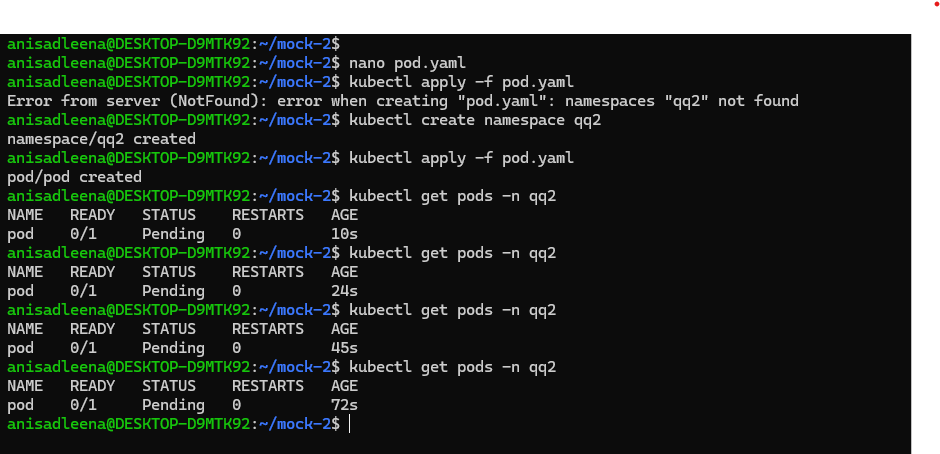 anisadleena@DESKTOP-D9MTK92:~/mock-2$
anisadleena@DESKTOP-D9MTK92:~/mock-2$ nano pod.yaml
anisadleena@DESKTOP-D9MTK92:~/mock-2$ kubectl apply -f pod.yaml
Error from server (NotFound): error when creating "pod.yaml": namespaces "qq2" not found
anisadleena@DESKTOP-D9MTK92:~/mock-2$ kubectl create namespace qq2
namespace/qq2 created
anisadleena@DESKTOP-D9MTK92:~/mock-2$ kubectl apply -f pod.yaml
pod/pod created
anisadleena@DESKTOP-D9MTK92:~/mock-2$ kubectl get pods -n qq2
NAME   READY   STATUS    RESTARTS   AGE
pod    0/1     Pending   0          10s
anisadleena@DESKTOP-D9MTK92:~/mock-2$ kubectl get pods -n qq2
NAME   READY   STATUS    RESTARTS   AGE
pod    0/1     Pending   0          24s
anisadleena@DESKTOP-D9MTK92:~/mock-2$ kubectl get pods -n qq2
NAME   READY   STATUS    RESTARTS   AGE
pod    0/1     Pending   0          45s
anisadleena@DESKTOP-D9MTK92:~/mock-2$ kubectl get pods -n qq2
NAME   READY   STATUS    RESTARTS   AGE
pod    0/1     Pending   0          72s
anisadleena@DESKTOP-D9MTK92:~/mock-2$